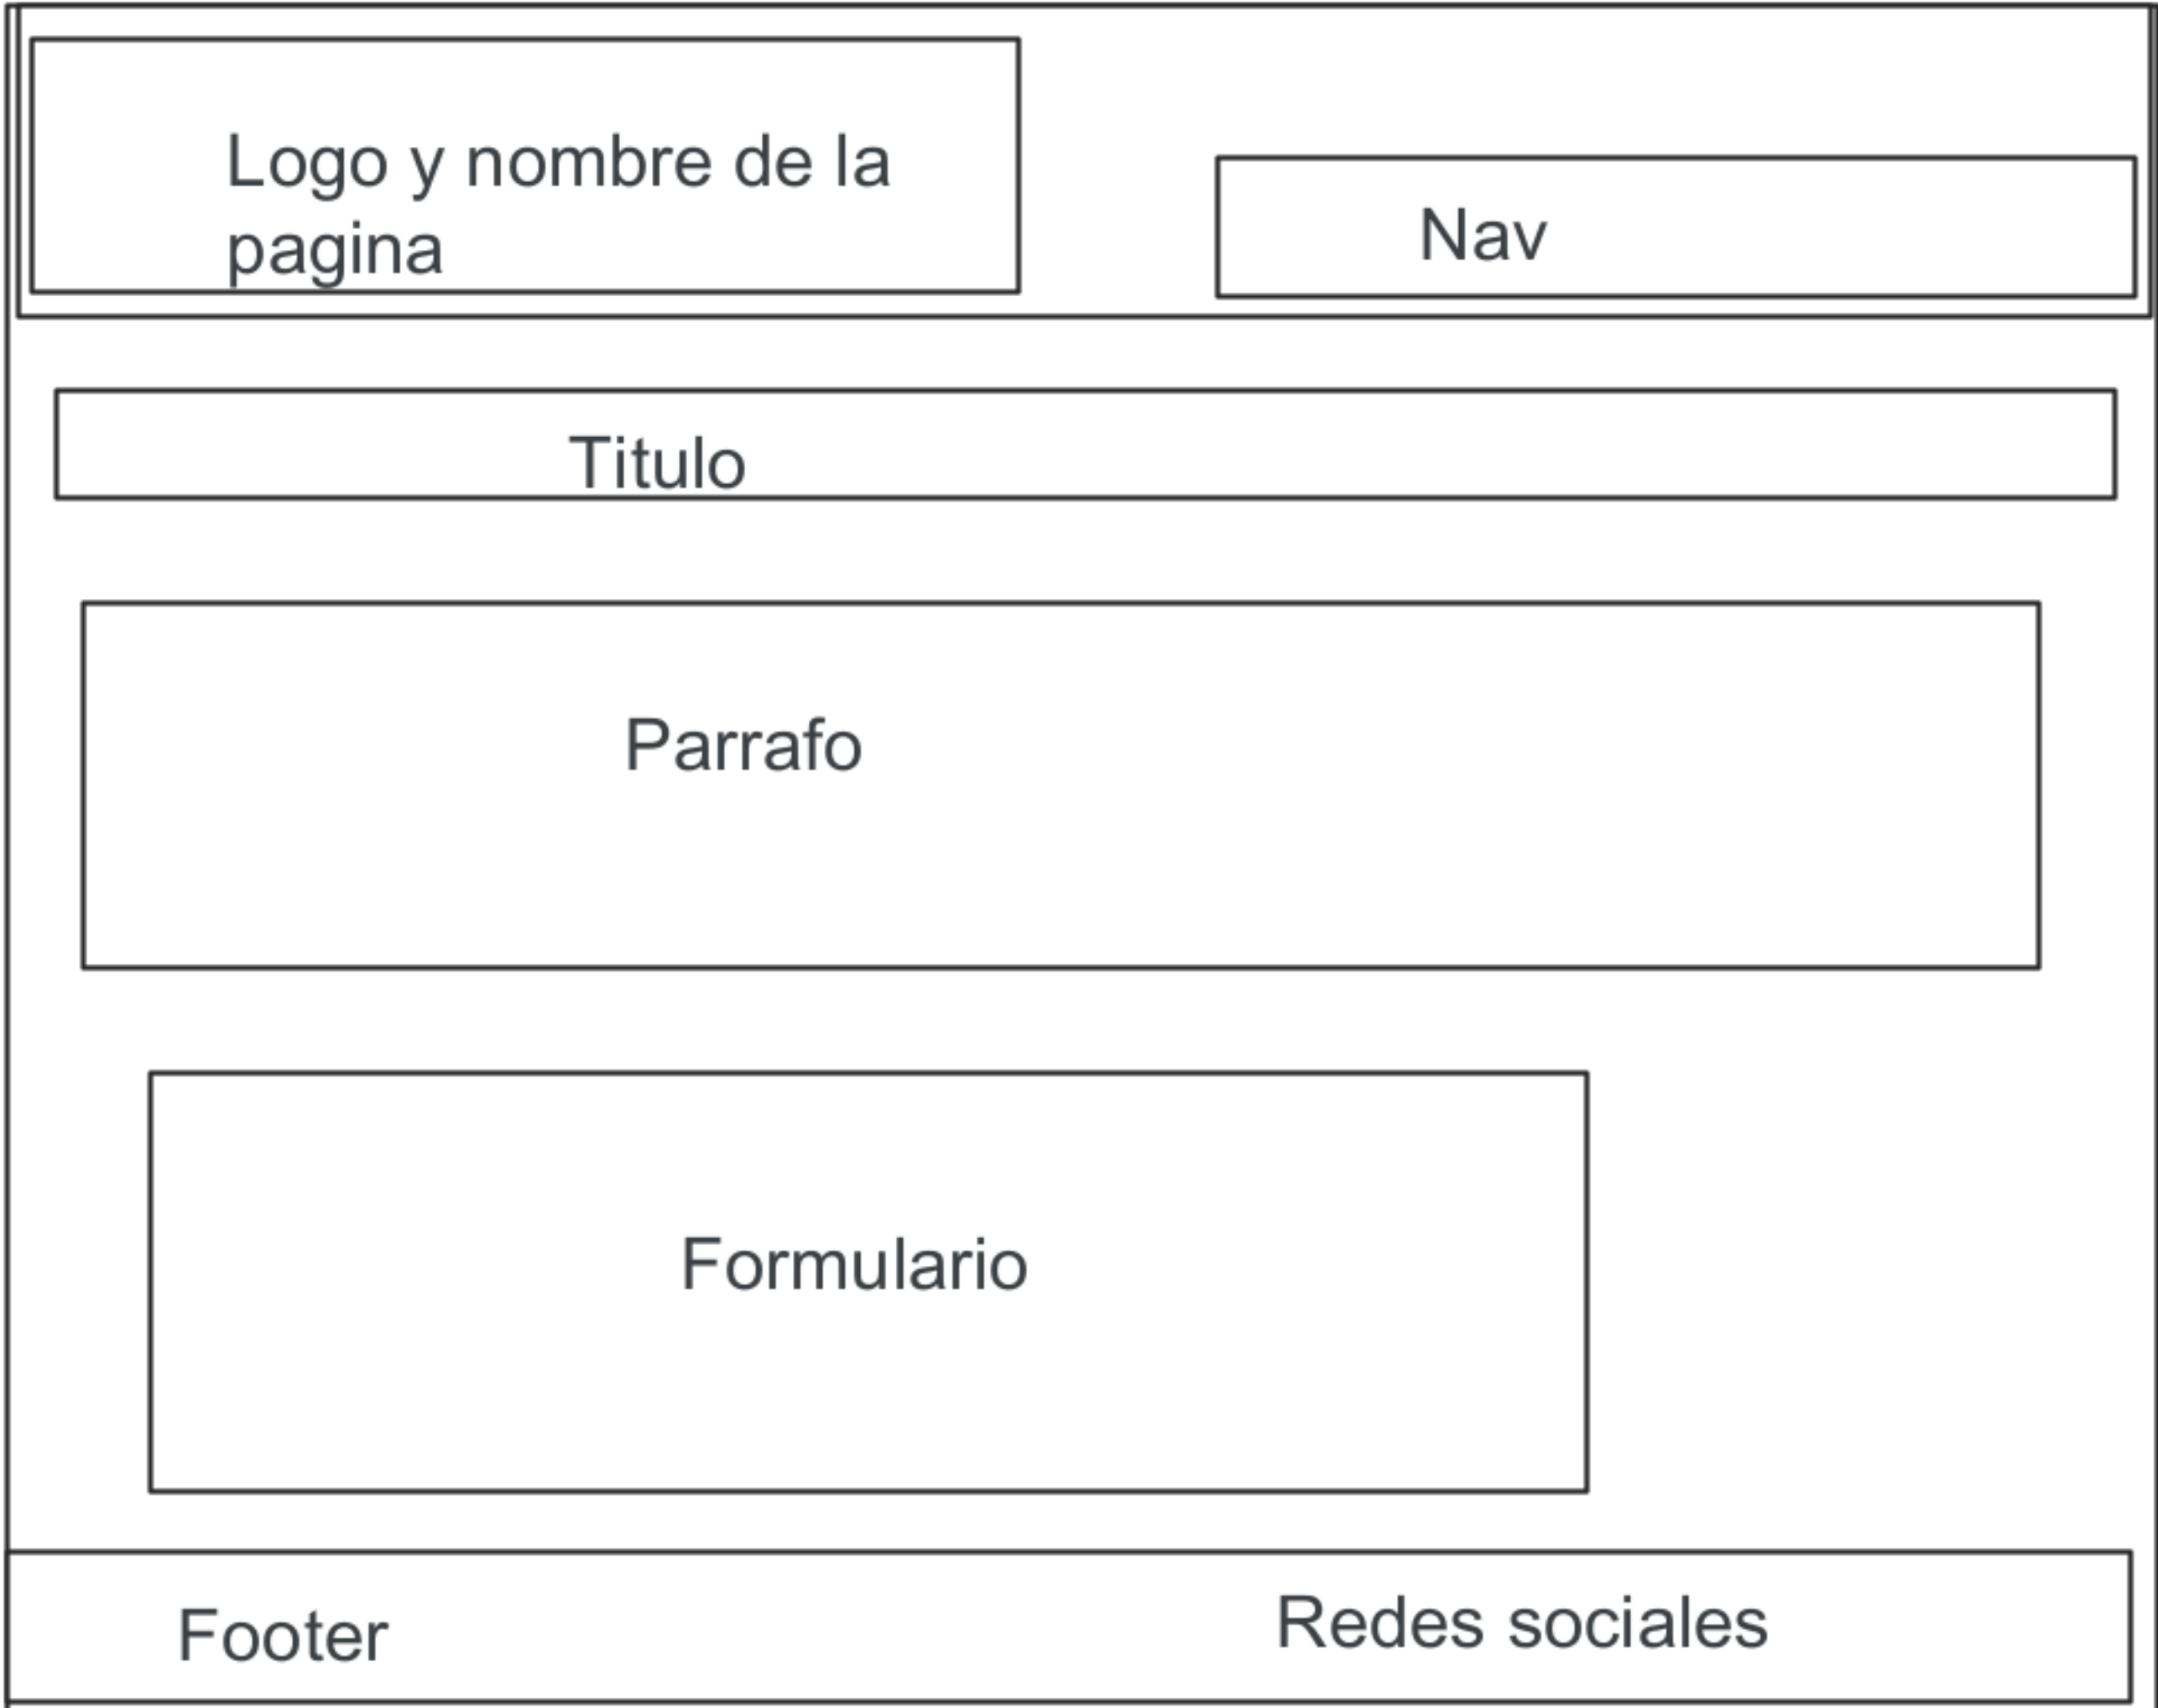 Logo y nombre de la
pagina
Nav
Titulo
Parrafo
Formulario
Footer
Redes sociales